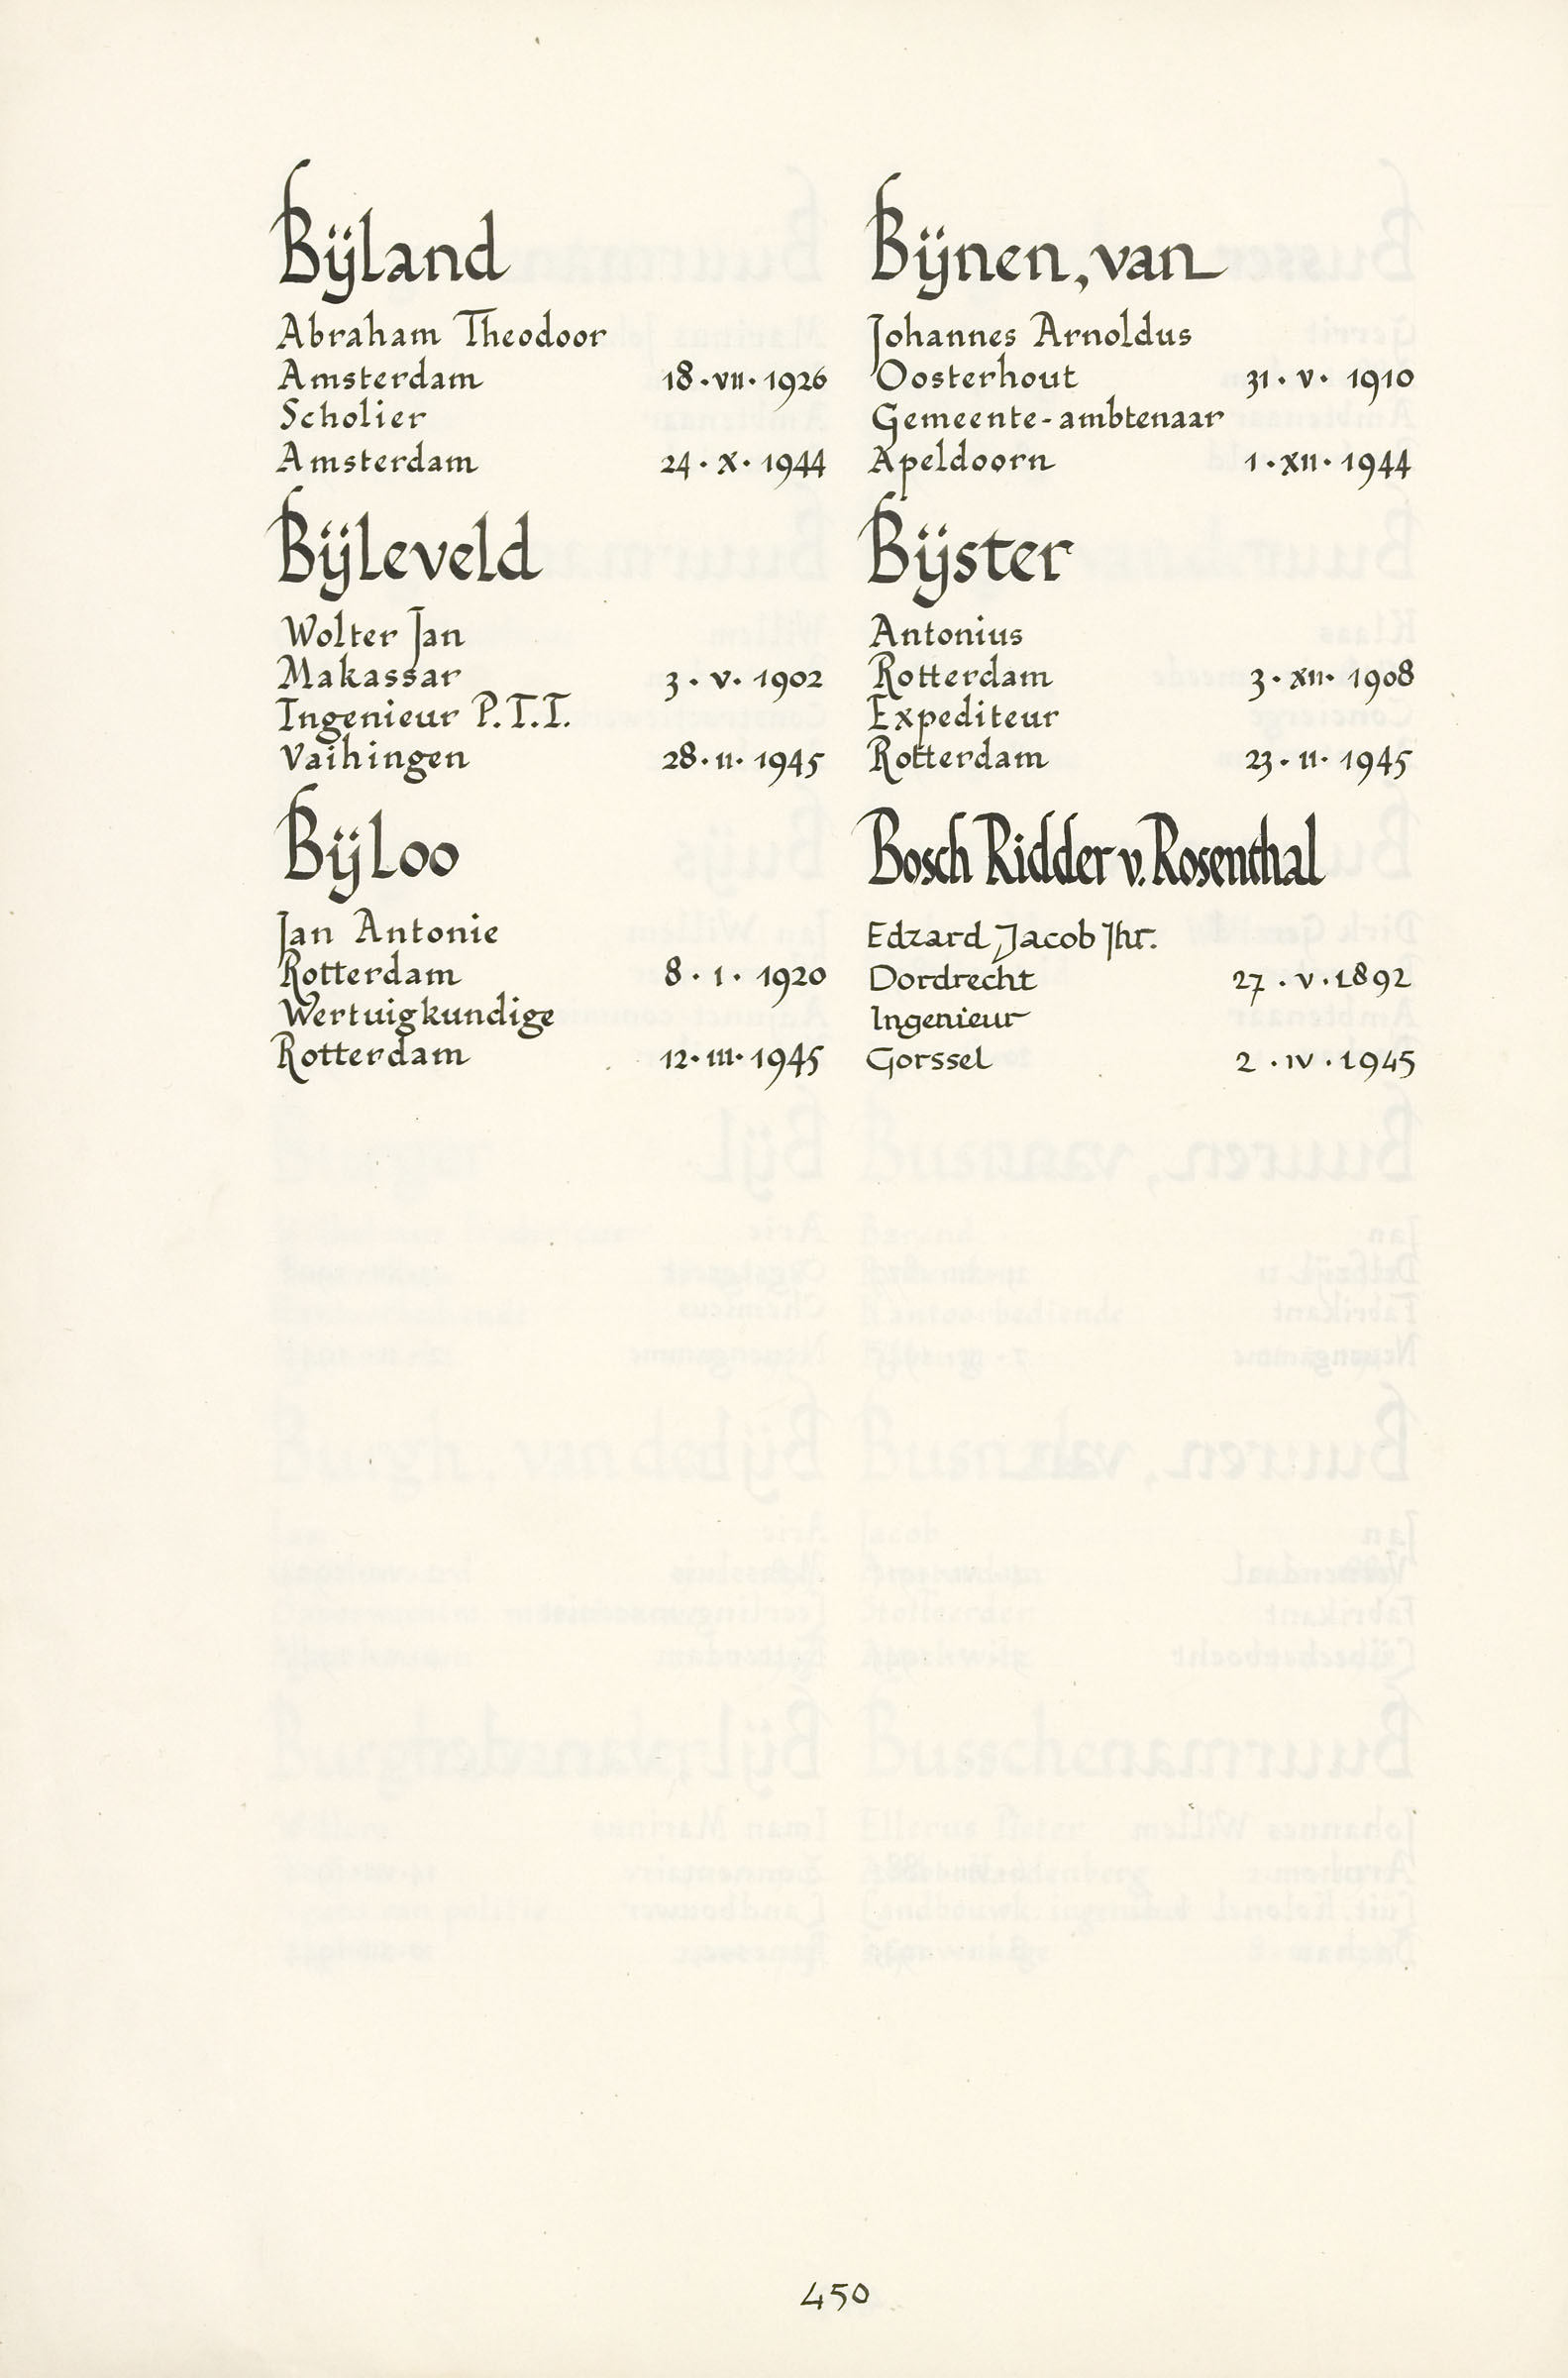 Bijland
Abraham Theodoor
Amsterdam 18·VII·1926
Scholier
Amsterdam 24·X·1944
Bijleveld
Wolter Jan
Makassar 3·V·1902
Ingenieur P.T.T.
Vaihingen 28·II·1945
Bijloo
Jan Antonie
Rotterdam 8·I·1920
Wertuigkundige
Rotterdam 12·III·1945
Bijnen, van
Johannes Arnoldus
Oosterhout 31·V·1910
Gemeente-ambtenaar
Apeldoorn 1·XII·1944
Bijster
Antonius
Rotterdam 3·XII·1908
Expediteur
Rotterdam 23·II·1945
Bosch Ridder v. Rosenthal
Edzard Jacob Jhr.
Dordrecht 27·V·1892
Ingenieur
Gorssel 2·IV·1945
450